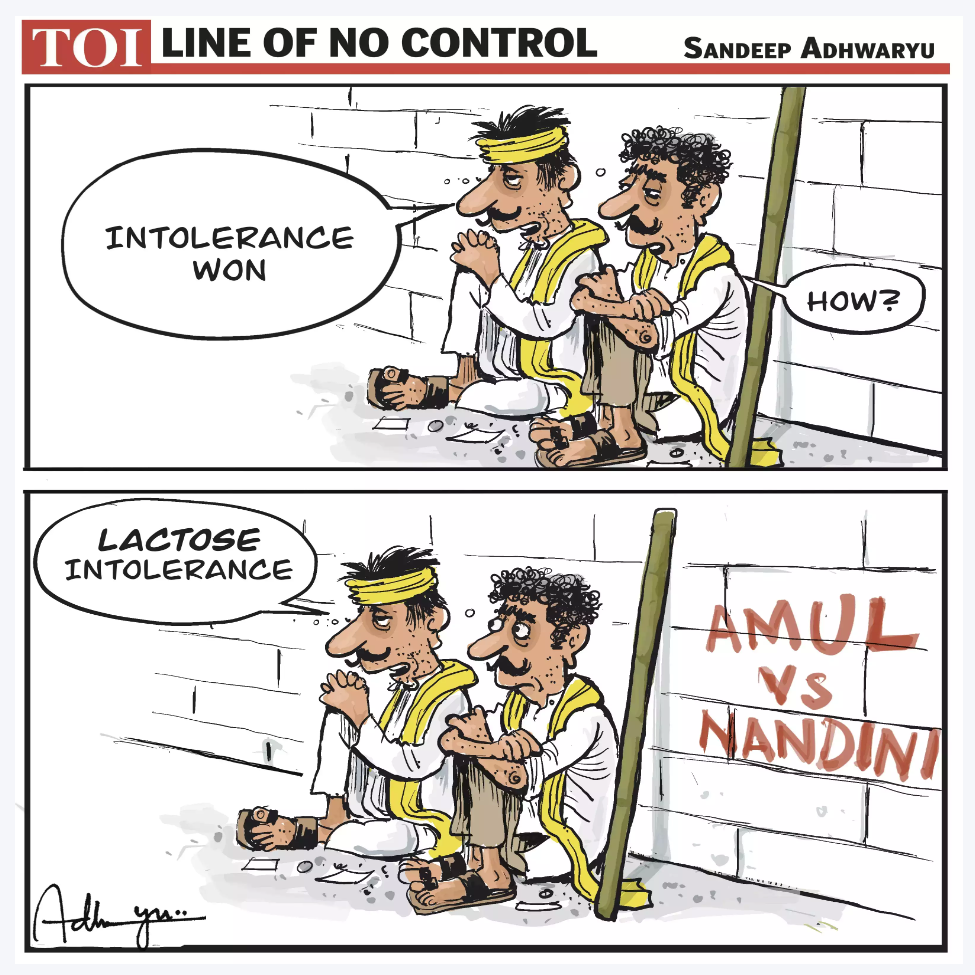 TOI LINE OF NO CONTROL SANDEEP ADHWARYU
INTOLERANCE
WON
HOW?
LACTOSE
INTOLERANCE
AMUL
VS
NANDINI